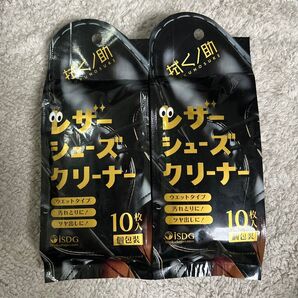 拭くノ助
FUKUNOSUKE
レザー
シューズ
クリーナー
ウエットタイプ
汚れとりに!
ツヤ出しに!
10枚入
個包装
ISDG
拭くノ助
FUKUNOSUKE
レザー
シューズ
クリーナー
ウエットタイプ
汚れとりに!
ツヤ出しに!
10枚入
個包装
ISDG